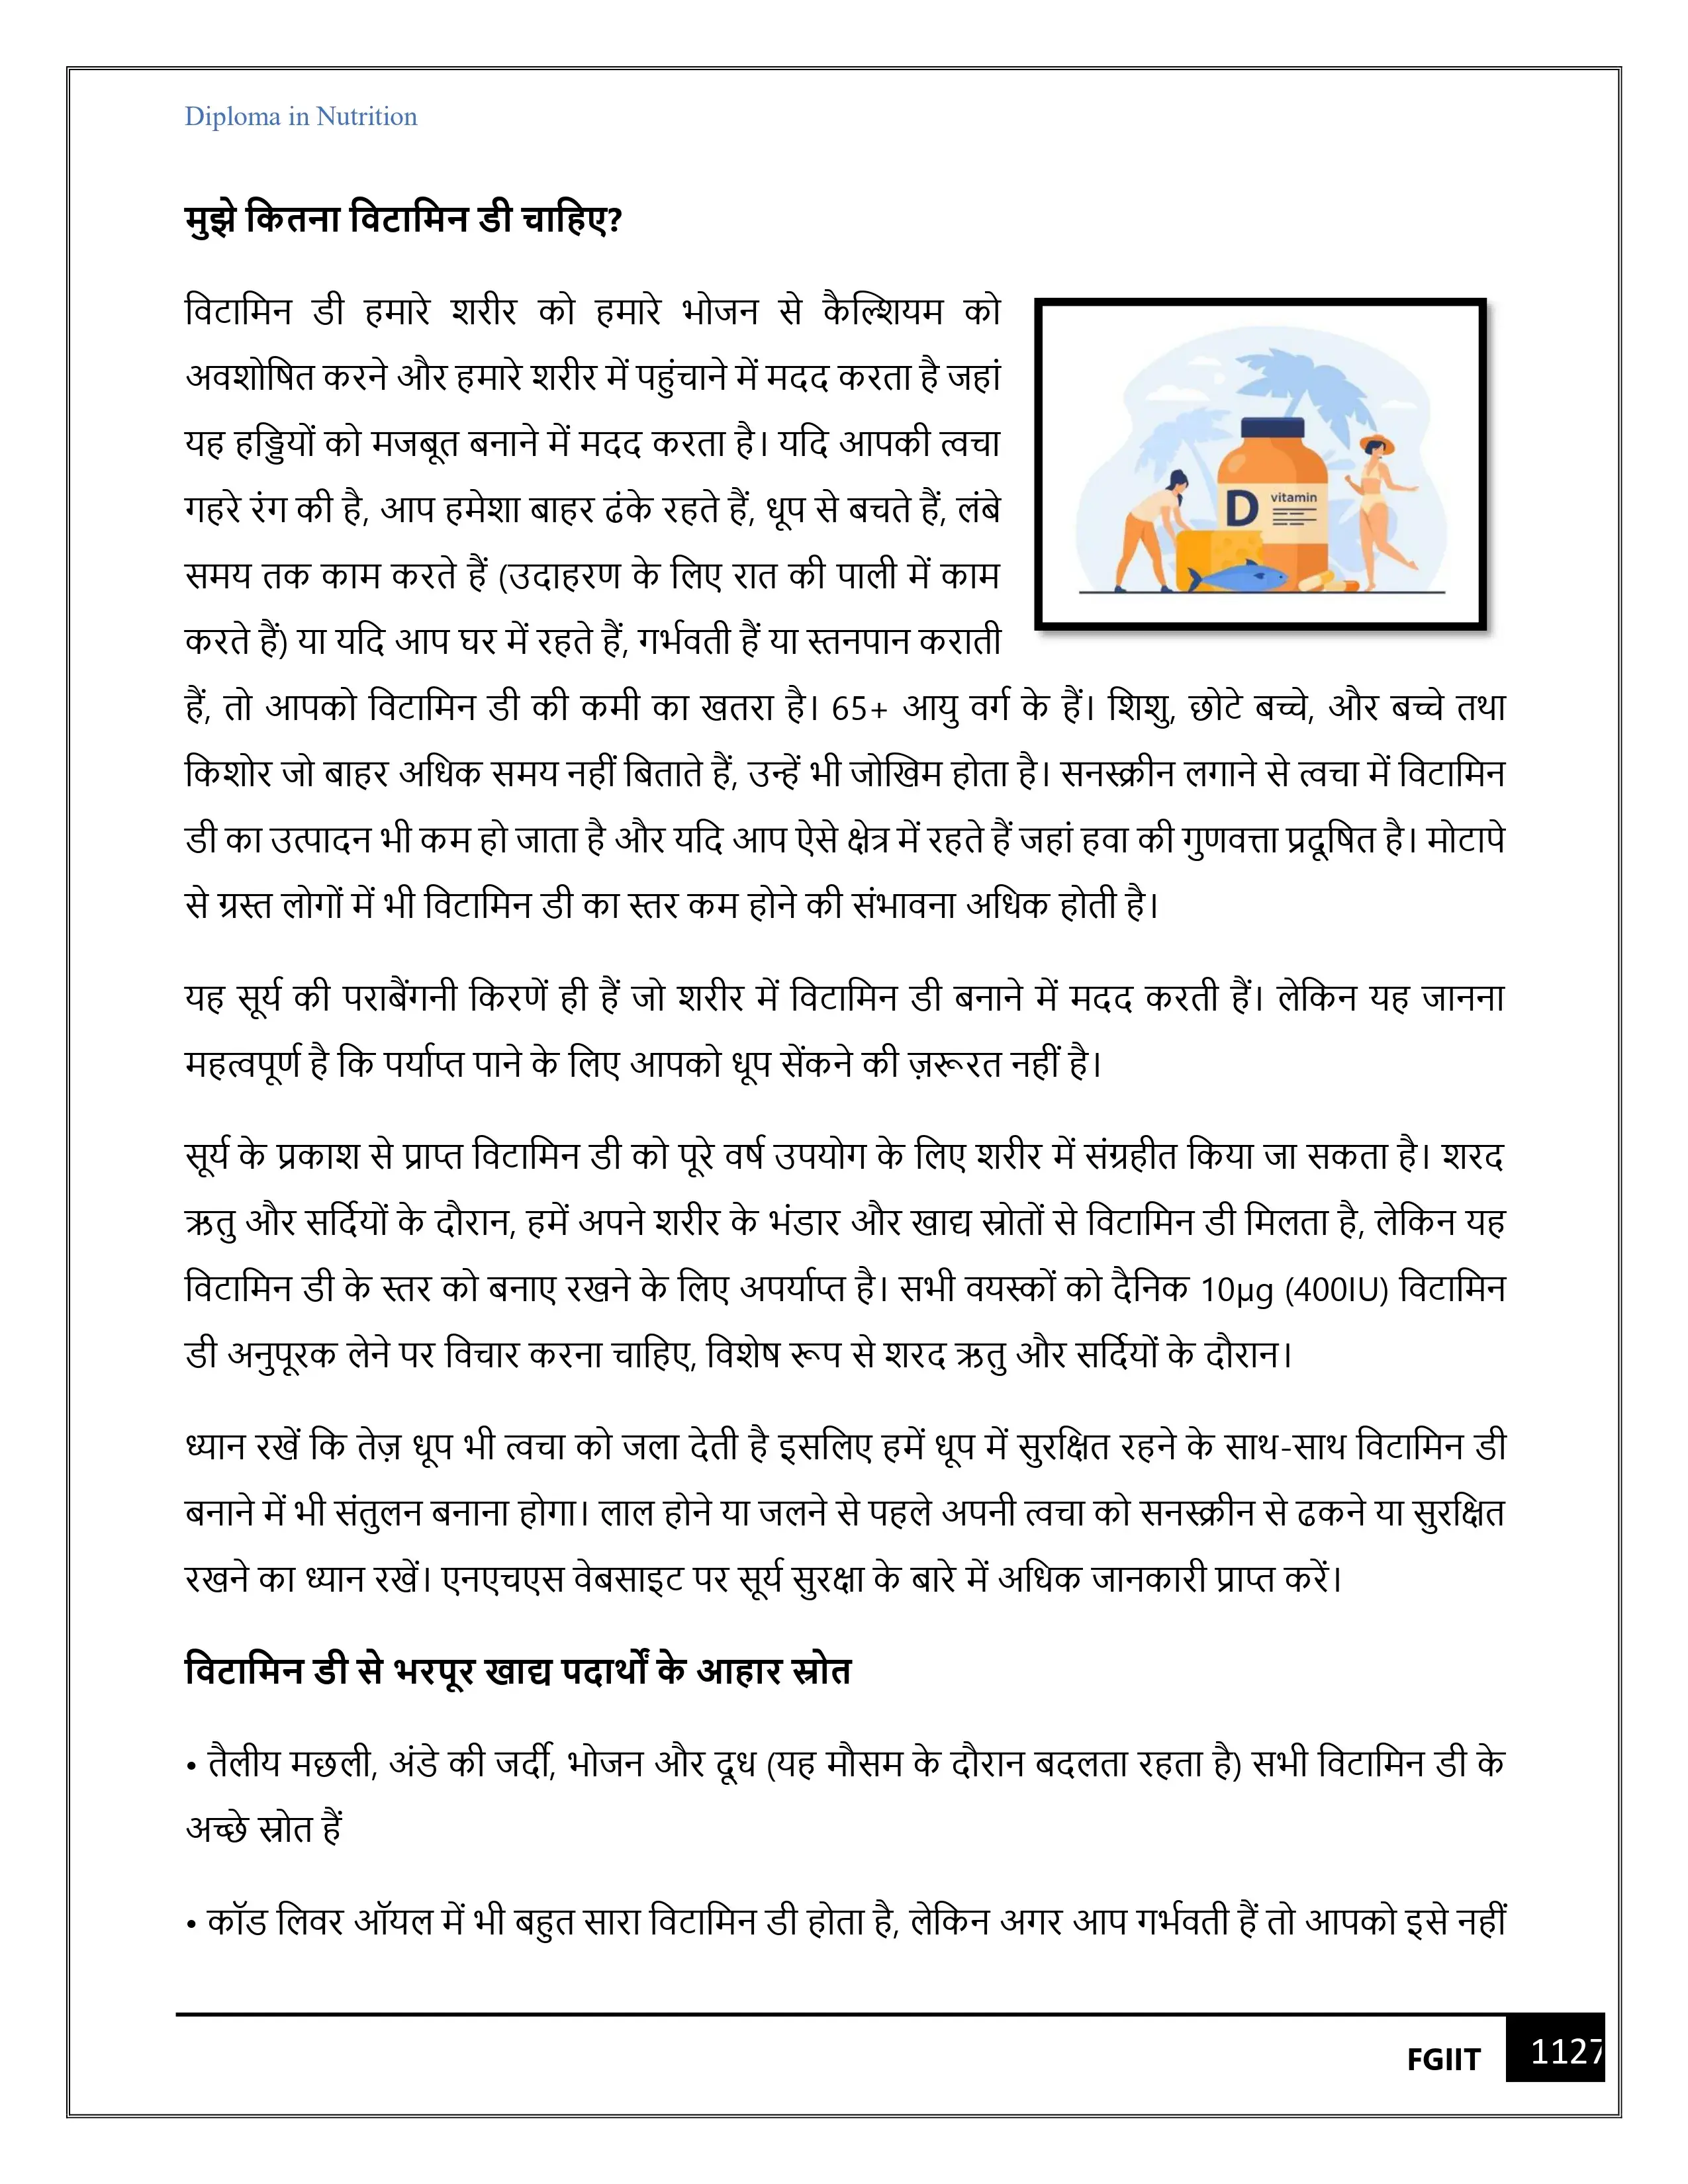 Diploma in Nutrition
मुझे कितना विटामिन डी चाहिए?
विटामिन डी हमारे शरीर को हमारे भोजन से कैल्शियम को
अवशोषित करने और हमारे शरीर में पहुंचाने में मदद करता है जहां
यह हड्डियों को मजबूत बनाने में मदद करता है। यदि आपकी त्वचा
गहरे रंग की है, आप हमेशा बाहर ढंके रहते हैं, धूप से बचते हैं, लंबे
समय तक काम करते हैं (उदाहरण के लिए रात की पाली में काम
करते हैं) या यदि आप घर में रहते हैं, गर्भवती हैं या स्तनपान कराती
D vitamin
हैं, तो आपको विटामिन डी की कमी का खतरा है। 65+ आयु वर्ग के हैं। शिशु, छोटे बच्चे, और बच्चे तथा
किशोर जो बाहर अधिक समय नहीं बिताते हैं, उन्हें भी जोखिम होता है। सनस्क्रीन लगाने से त्वचा में विटामिन
डी का उत्पादन भी कम हो जाता है और यदि आप ऐसे क्षेत्र में रहते हैं जहां हवा की गुणवत्ता प्रदूषित है। मोटापे
से ग्रस्त लोगों में भी विटामिन डी का स्तर कम होने की संभावना अधिक होती है।
यह सूर्य की पराबैंगनी किरणें ही हैं जो शरीर में विटामिन डी बनाने में मदद करती हैं। लेकिन यह जानना
महत्वपूर्ण है कि पर्याप्त पाने के लिए आपको धूप सेंकने की ज़रूरत नहीं है।
सूर्य के प्रकाश से प्राप्त विटामिन डी को पूरे वर्ष उपयोग के लिए शरीर में संग्रहीत किया जा सकता है। शरद
ऋतु और सर्दियों के दौरान, हमें अपने शरीर के भंडार और खाद्य स्रोतों से विटामिन डी मिलता है, लेकिन यह
विटामिन डी के स्तर को बनाए रखने के लिए अपर्याप्त है। सभी वयस्कों को दैनिक 10µg (400IU) विटामिन
डी अनुपूरक लेने पर विचार करना चाहिए, विशेष रूप से शरद ऋतु और सर्दियों के दौरान।
ध्यान रखें कि तेज़ धूप भी त्वचा को जला देती है इसलिए हमें धूप में सुरक्षित रहने के साथ-साथ विटामिन डी
बनाने में भी संतुलन बनाना होगा। लाल होने या जलने से पहले अपनी त्वचा को सनस्क्रीन से ढकने या सुरक्षित
रखने का ध्यान रखें। एनएचएस वेबसाइट पर सूर्य सुरक्षा के बारे में अधिक जानकारी प्राप्त करें।
विटामिन डी से भरपूर खाद्य पदार्थों के आहार स्रोत
• तैलीय मछली, अंडे की जर्दी, भोजन और दूध (यह मौसम के दौरान बदलता रहता है) सभी विटामिन डी के
अच्छे स्रोत हैं
• कॉड लिवर ऑयल में भी बहुत सारा विटामिन डी होता है, लेकिन अगर आप गर्भवती हैं तो आपको इसे नहीं
FGIIT 1127